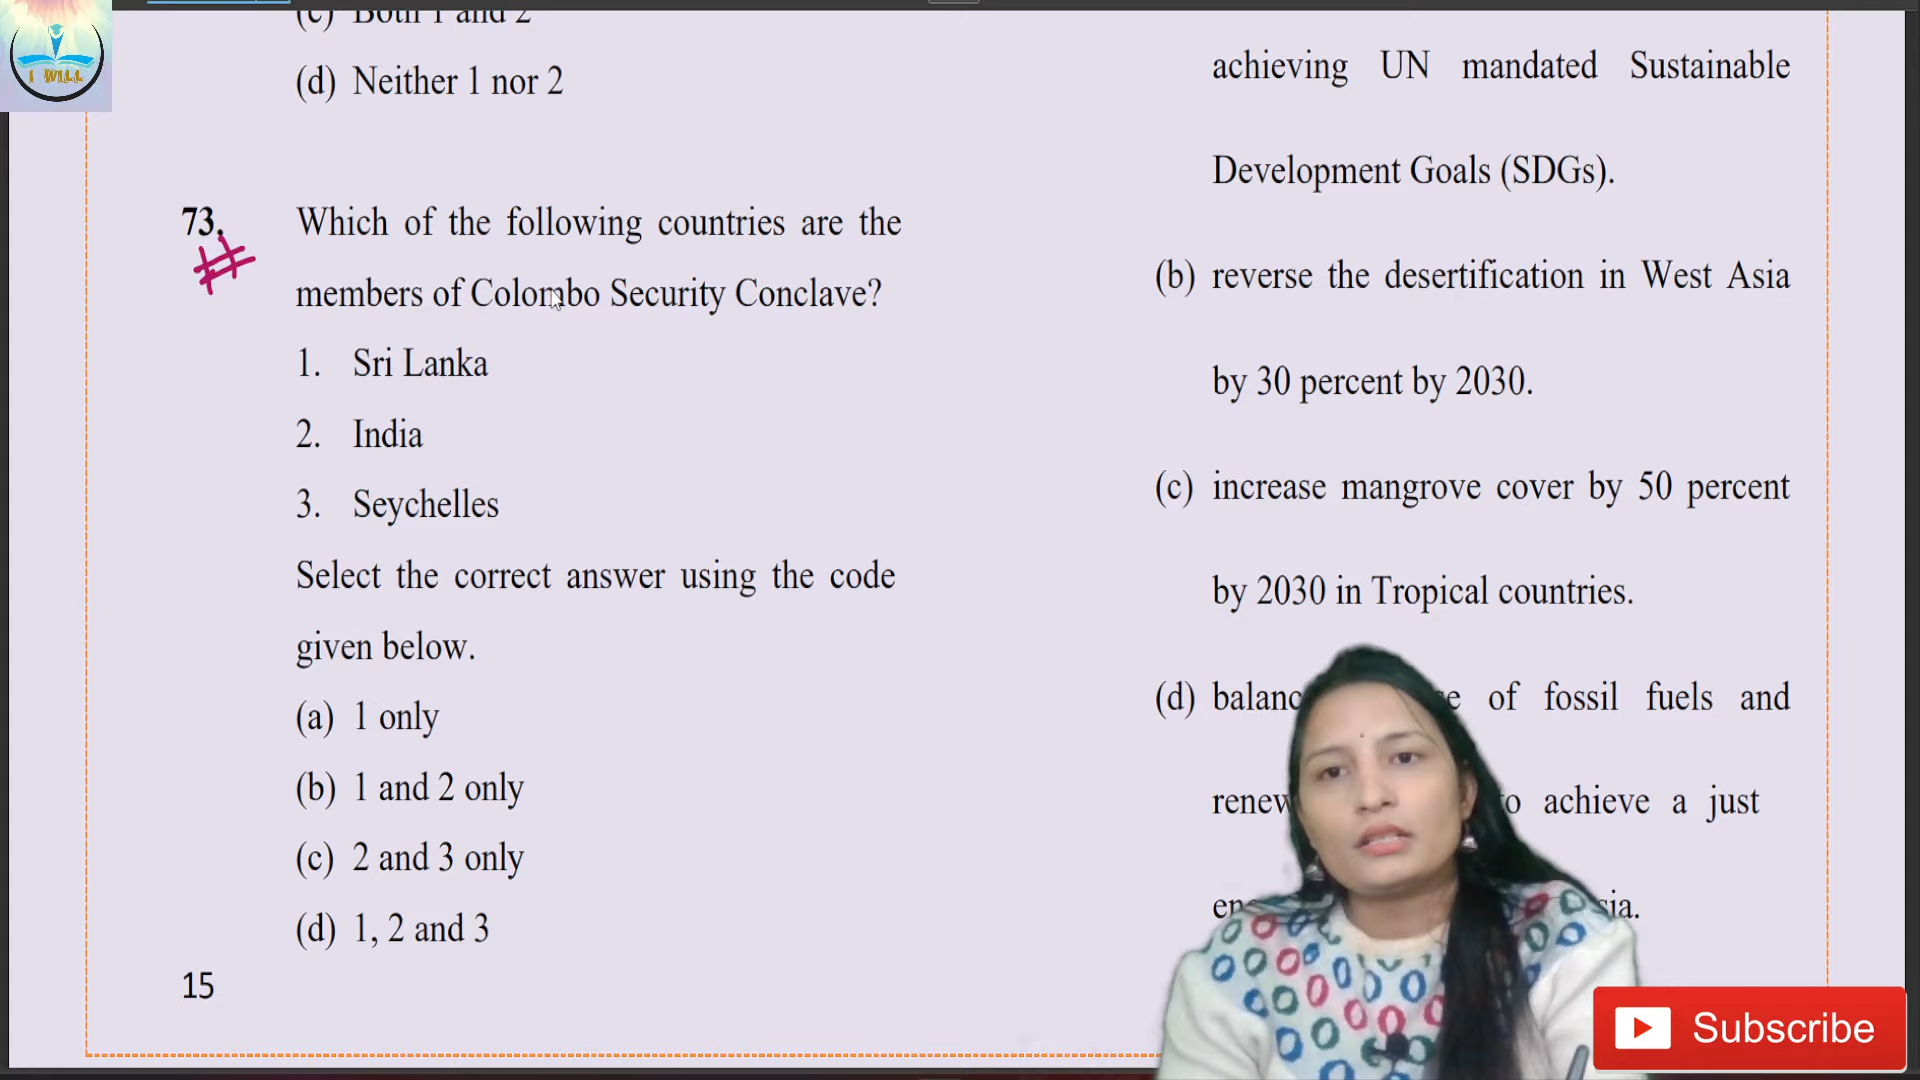 I WILL
(c) Both 1 and 2
(d) Neither 1 nor 2
73. Which of the following countries are the
members of Colombo Security Conclave?
1. Sri Lanka
2. India
3. Seychelles
Select the correct answer using the code
given below.
(a) 1 only
(b) 1 and 2 only
(c) 2 and 3 only
(d) 1, 2 and 3
15
achieving UN mandated Sustainable
Development Goals (SDGs).
(b) reverse the desertification in West Asia
by 30 percent by 2030.
(c) increase mangrove cover by 50 percent
by 2030 in Tropical countries.
(d) of fossil fuels and
achieve a just
Subscribe